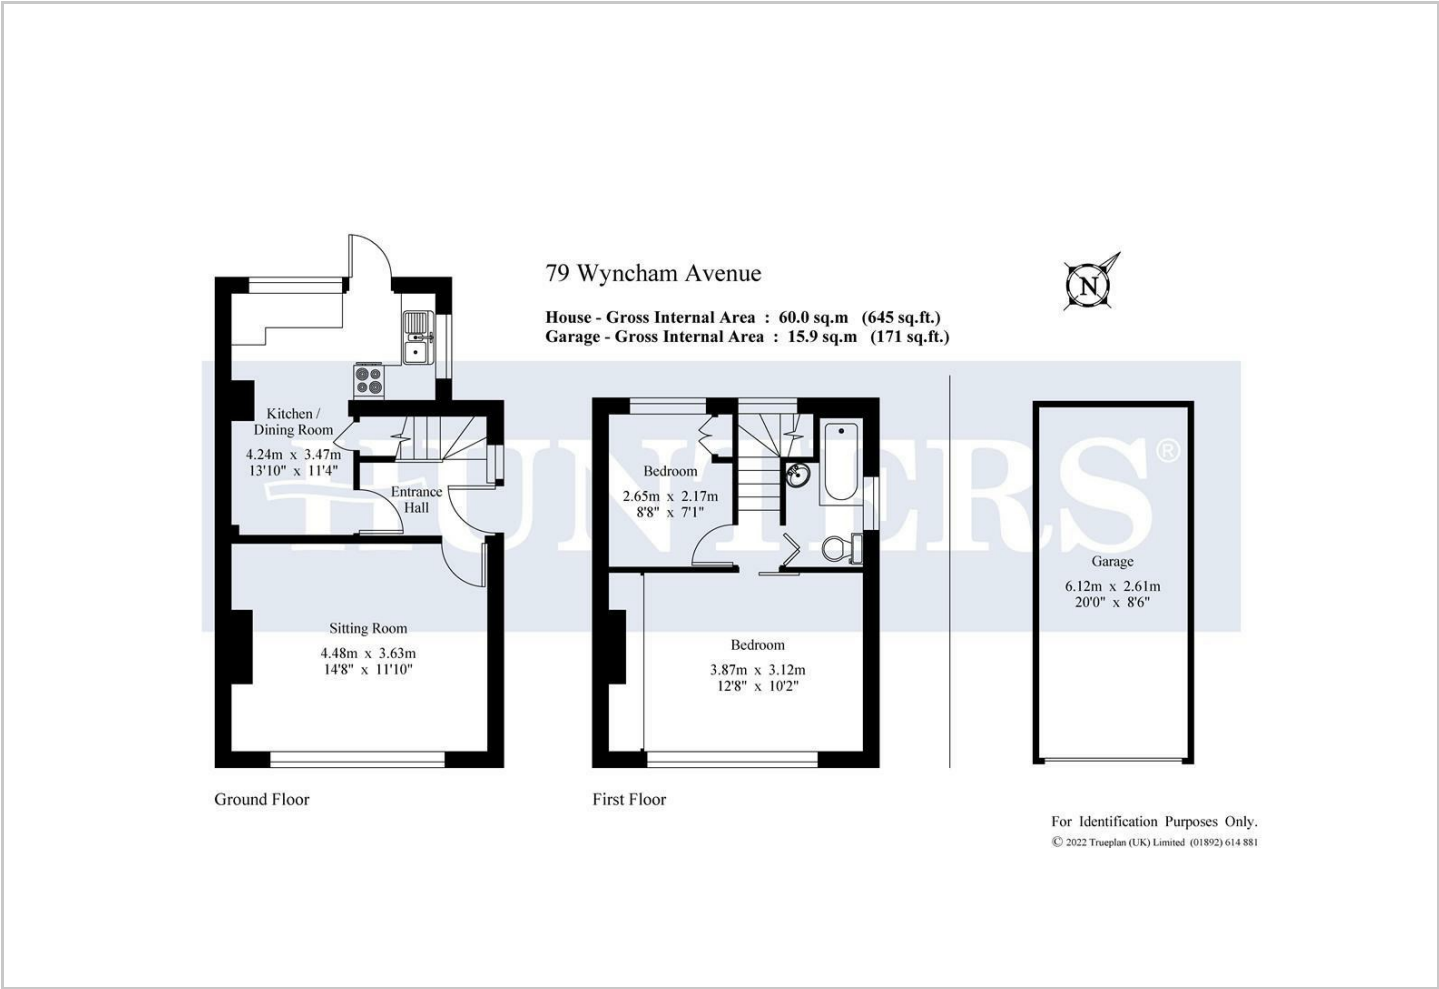 79 Wyncham Avenue
House - Gross Internal Area : 60.0 sq.m (645 sq.ft.)
Garage - Gross Internal Area : 15.9 sq.m (171 sq.ft.)
N
HUNTERS®
Kitchen /
Dining Room
4.24m x 3.47m
13'10" x 11'4"
Entrance
Hall
Sitting Room
4.48m x 3.63m
14'8" x 11'10"
Ground Floor
Bedroom
2.65m x 2.17m
8'8" x 7'1"
Bedroom
3.87m x 3.12m
12'8" x 10'2"
First Floor
Garage
6.12m x 2.61m
20'0" x 8'6"
For Identification Purposes Only.
© 2022 Trueplan (UK) Limited (01892) 614 881